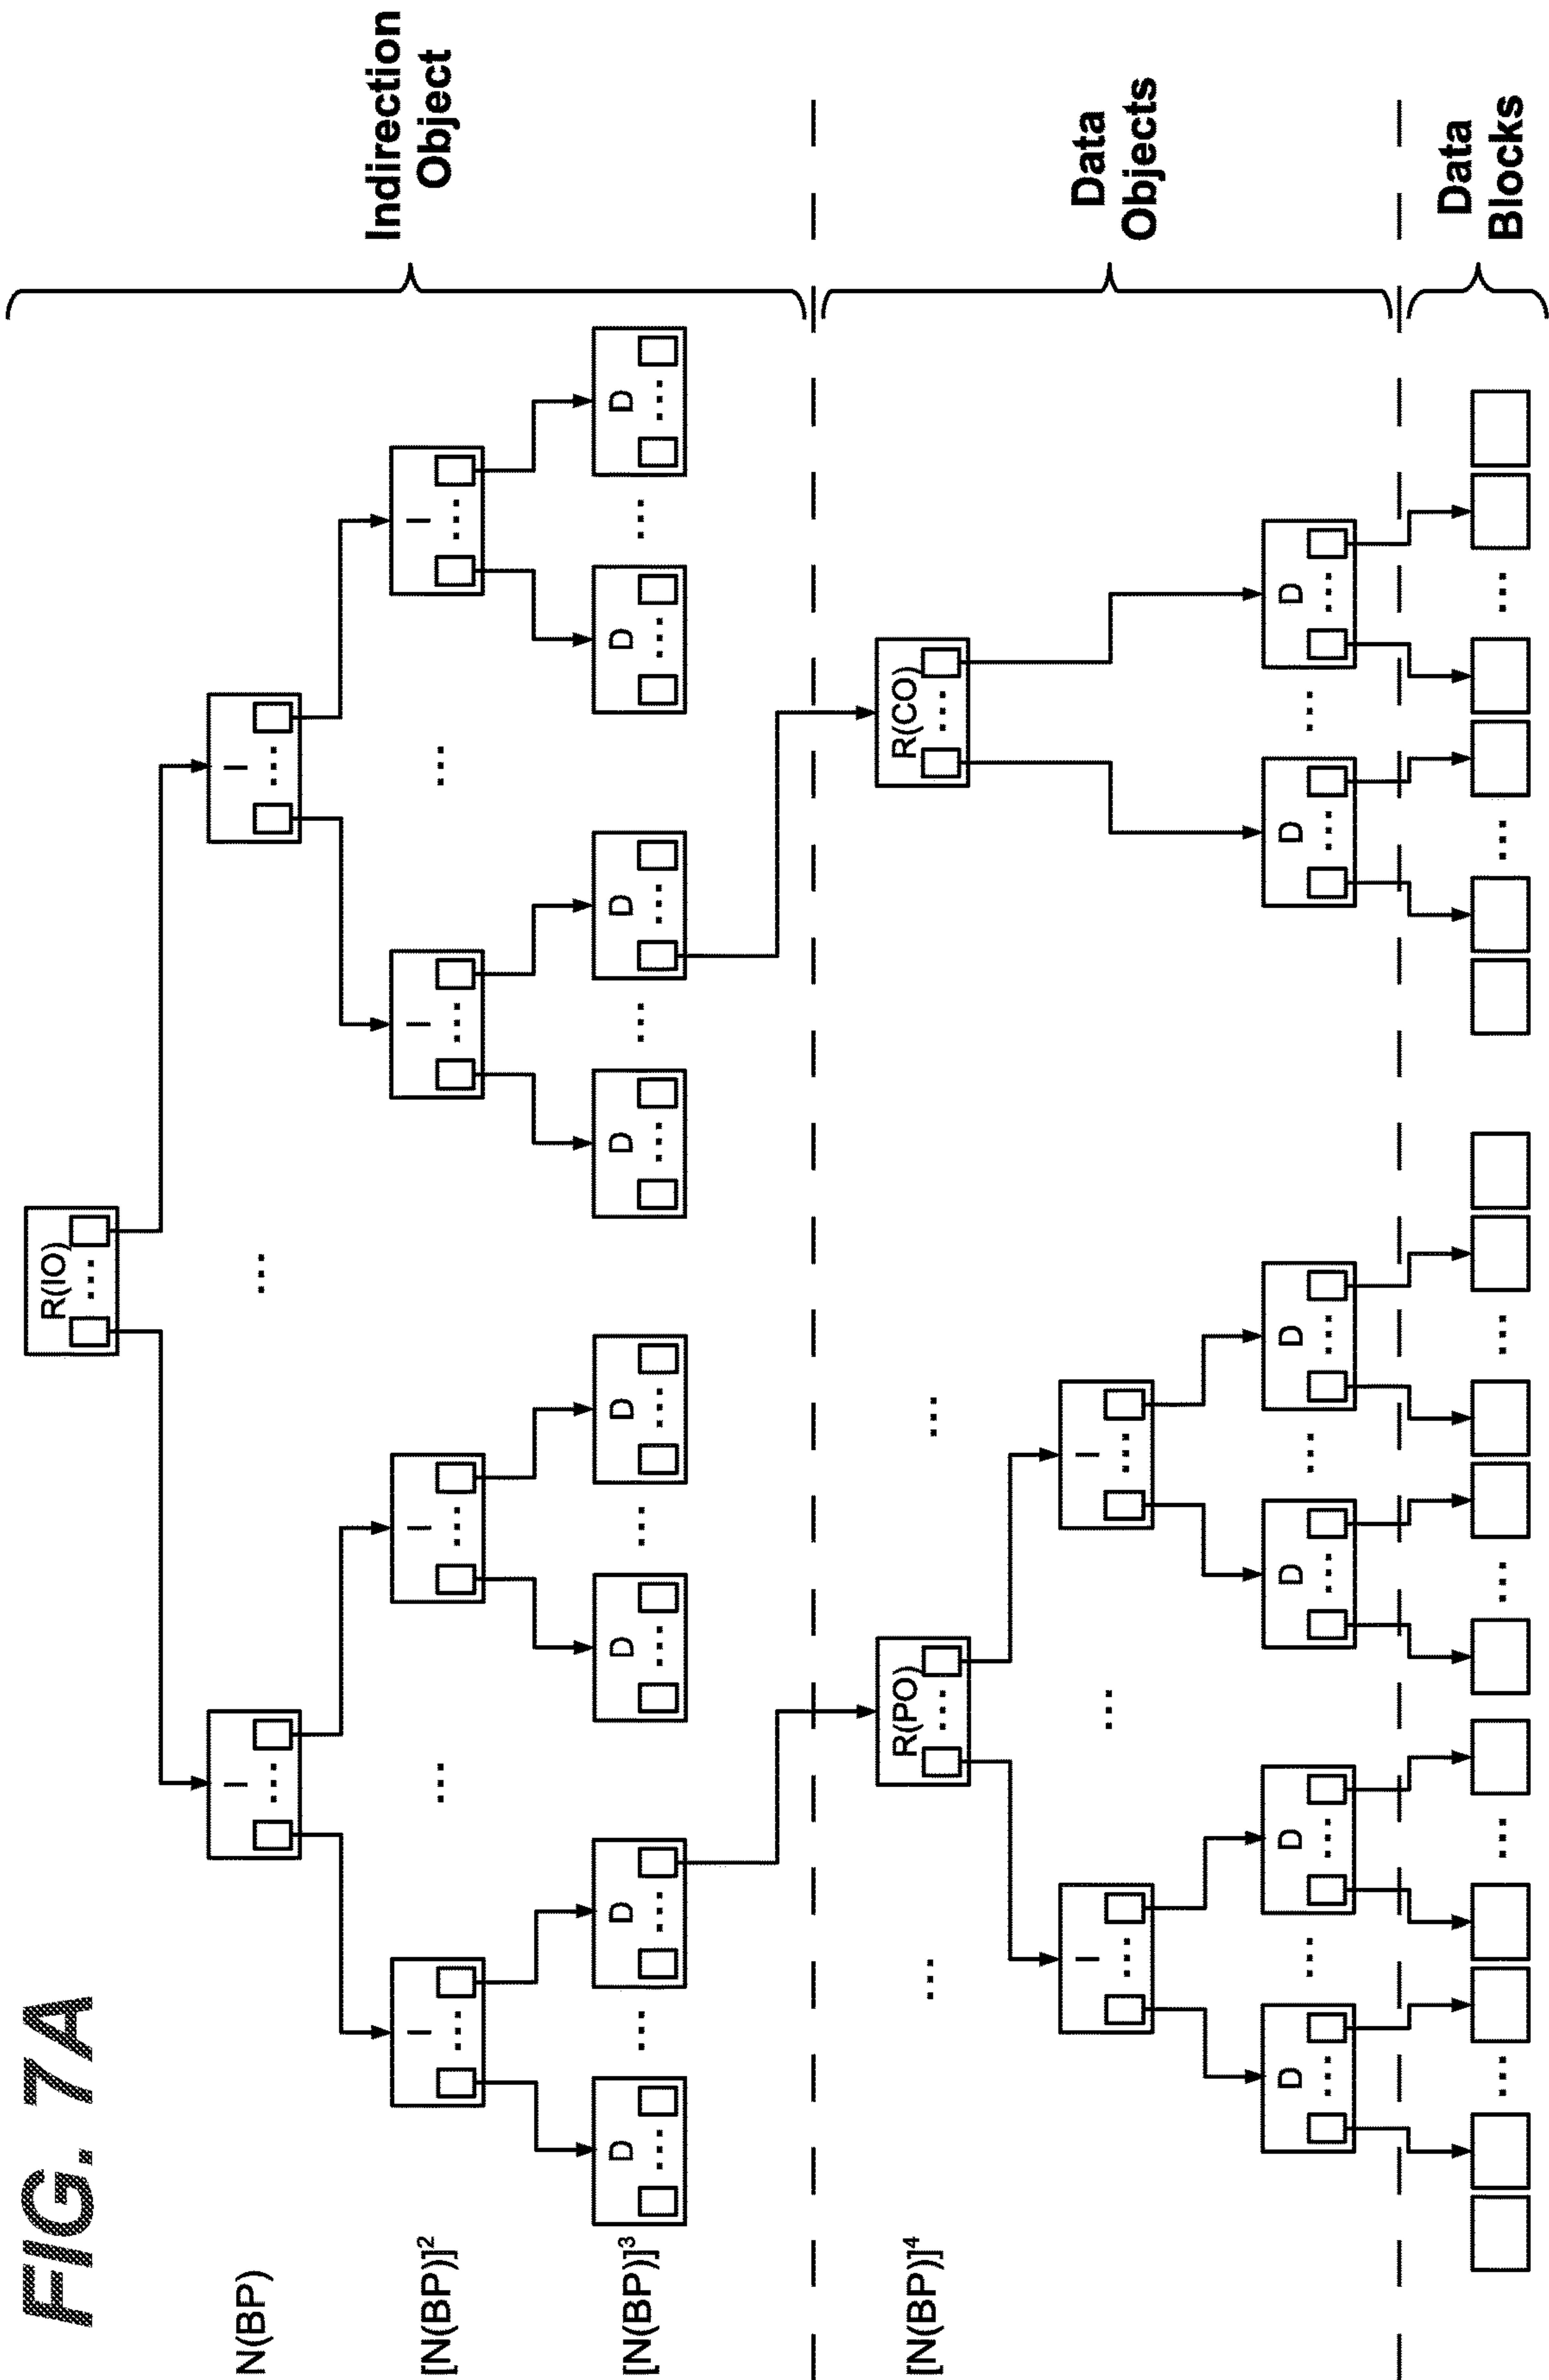 FIG. 7A
R(IO)
N(BP)
I
I
[N(BP)]²
I
I
I
I
Indirection
Object
[N(BP)]³
D
D
D
D
D
D
D
D
[N(BP)]⁴
R(PO)
R(CO)
I
I
Data
Objects
D
D
D
D
D
D
Data
Blocks